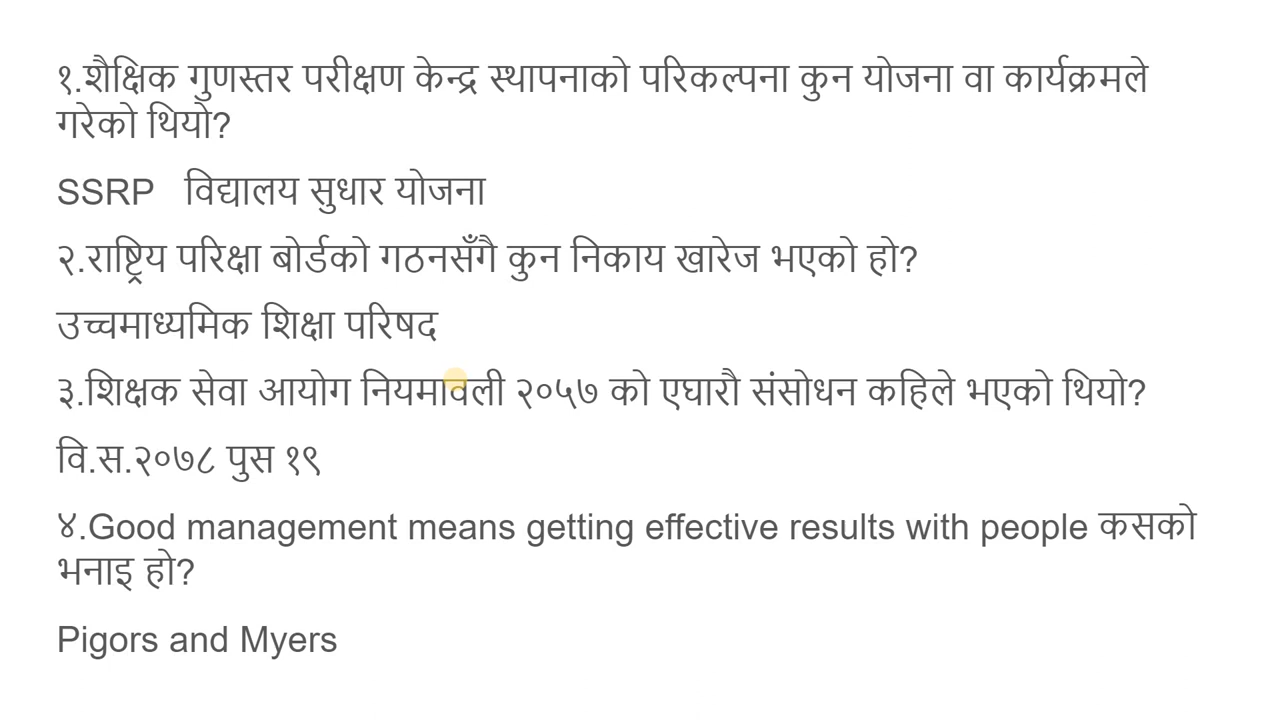 १.शैक्षिक गुणस्तर परीक्षण केन्द्र स्थापनाको परिकल्पना कुन योजना वा कार्यक्रमले
गरेको थियो?
SSRP विद्यालय सुधार योजना
२.राष्ट्रिय परिक्षा बोर्डको गठनसँगै कुन निकाय खारेज भएको हो?
उच्चमाध्यमिक शिक्षा परिषद
३.शिक्षक सेवा आयोग नियमावली २०५७ को एघारौ संसोधन कहिले भएको थियो?
वि.स.२०७८ पुस १९
४.Good management means getting effective results with people कसको
भनाइ हो?
Pigors and Myers